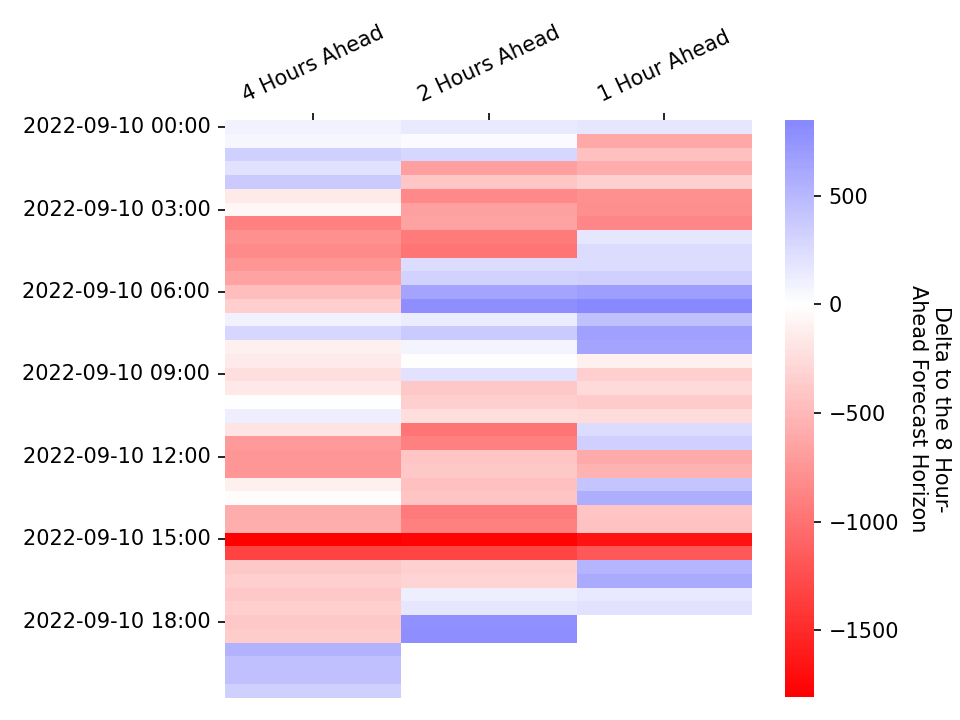 4 Hours Ahead
2 Hours Ahead
1 Hour Ahead
2022-09-10 00:00
2022-09-10 03:00
2022-09-10 06:00
2022-09-10 09:00
2022-09-10 12:00
2022-09-10 15:00
2022-09-10 18:00
500
0
−500
−1000
−1500
Delta to the 8 Hour-
Ahead Forecast Horizon